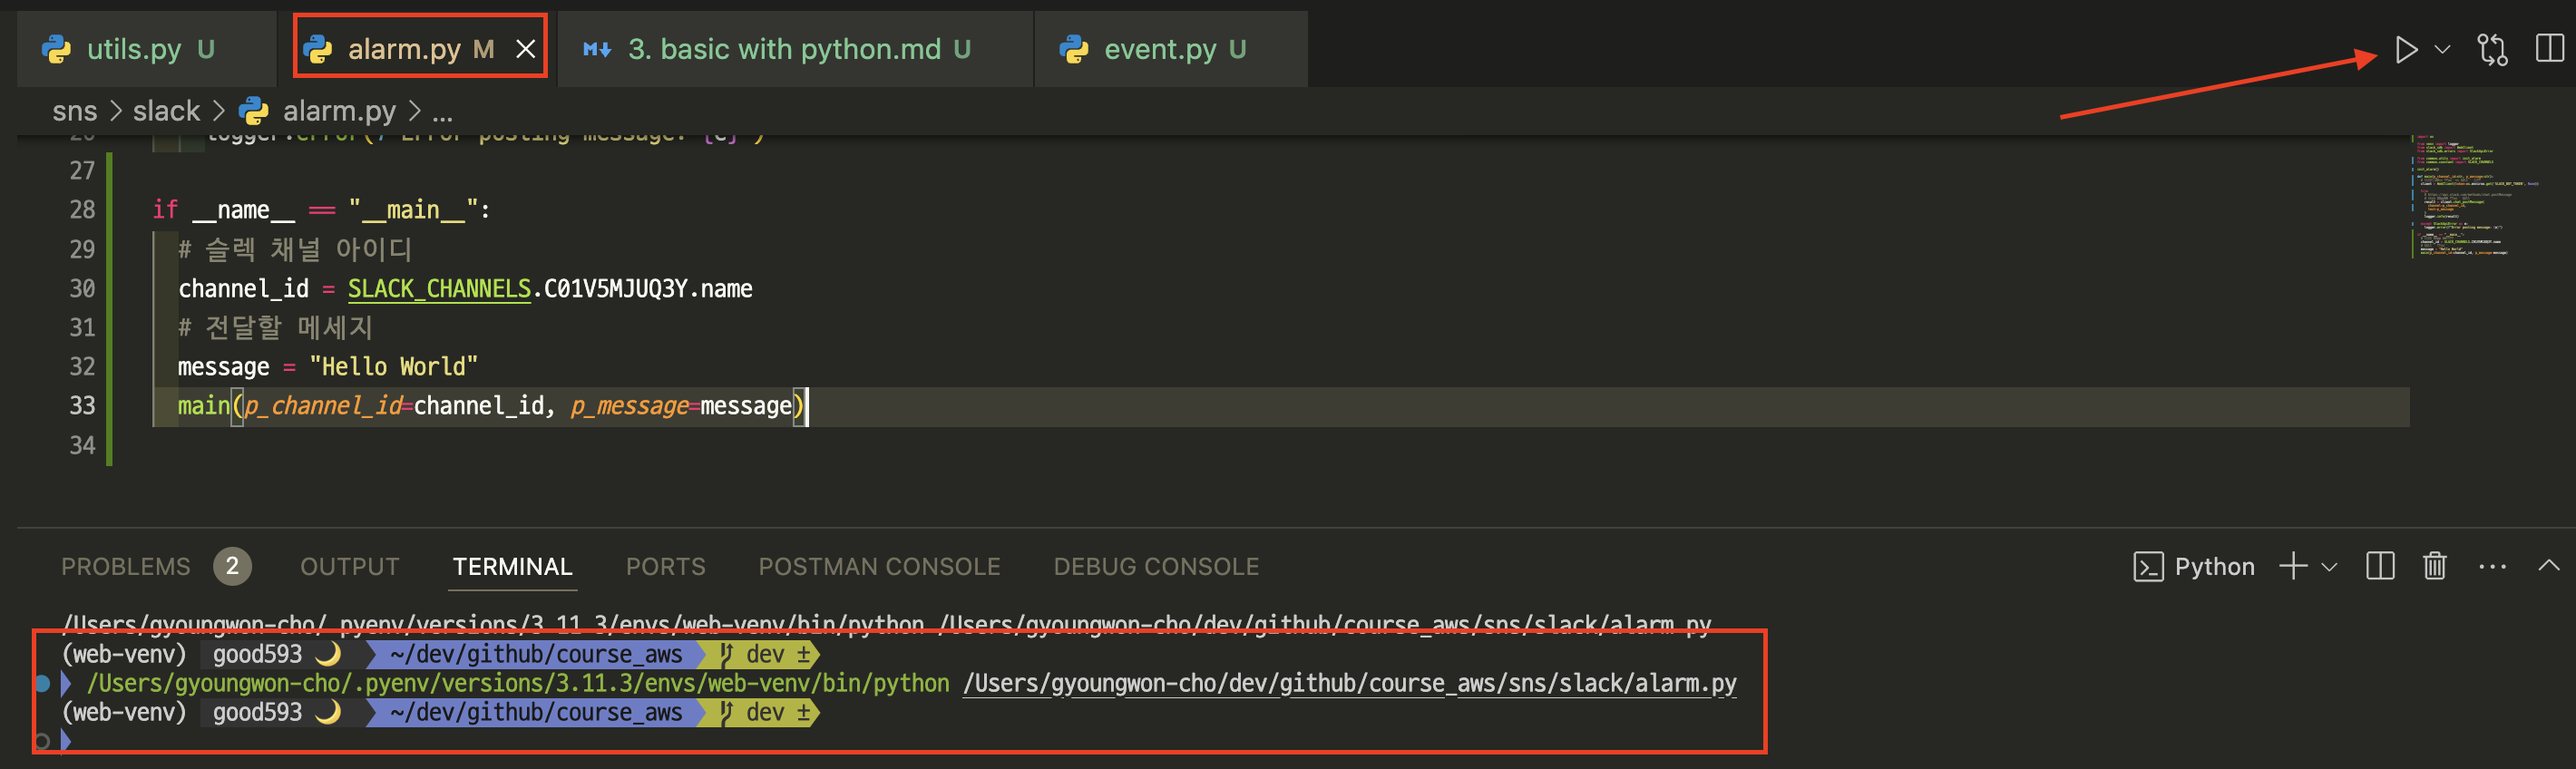 utils.py U
alarm.py M
3. basic with python.md U
event.py U
sns > slack > alarm.py > ...
26 logger.error(f"Error posting message: {e}")
27
28 if __name__ == "__main__":
29 # 슬렉 채널 아이디
30 channel_id = SLACK_CHANNELS.C01V5MJUQ3Y.name
31 # 전달할 메세지
32 message = "Hello World"
33 main(p_channel_id=channel_id, p_message=message)
34
PROBLEMS 2 OUTPUT TERMINAL PORTS POSTMAN CONSOLE DEBUG CONSOLE Python
/Users/gyoungwon-cho/.pyenv/versions/3.11.3/envs/web-venv/bin/python /Users/gyoungwon-cho/dev/github/course_aws/sns/slack/alarm.py
(web-venv) good593 🌙 ~/dev/github/course_aws dev ±
/Users/gyoungwon-cho/.pyenv/versions/3.11.3/envs/web-venv/bin/python /Users/gyoungwon-cho/dev/github/course_aws/sns/slack/alarm.py
(web-venv) good593 🌙 ~/dev/github/course_aws dev ±